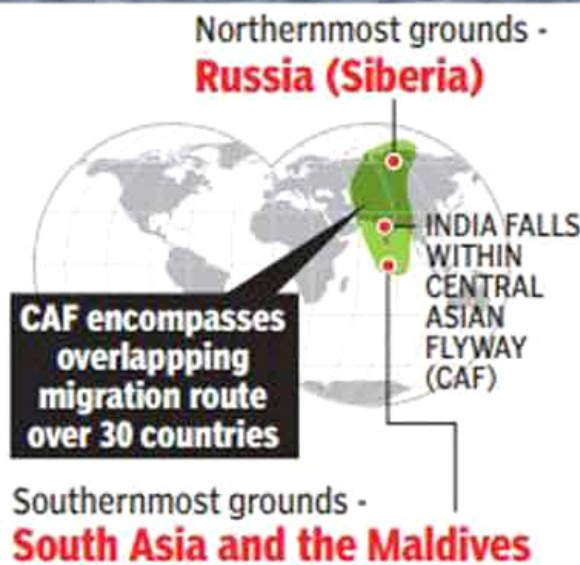 Northernmost grounds -
Russia (Siberia)
INDIA FALLS
WITHIN
CENTRAL
ASIAN
FLYWAY
(CAF)
CAF encompasses
overlappping
migration route
over 30 countries
Southernmost grounds -
South Asia and the Maldives